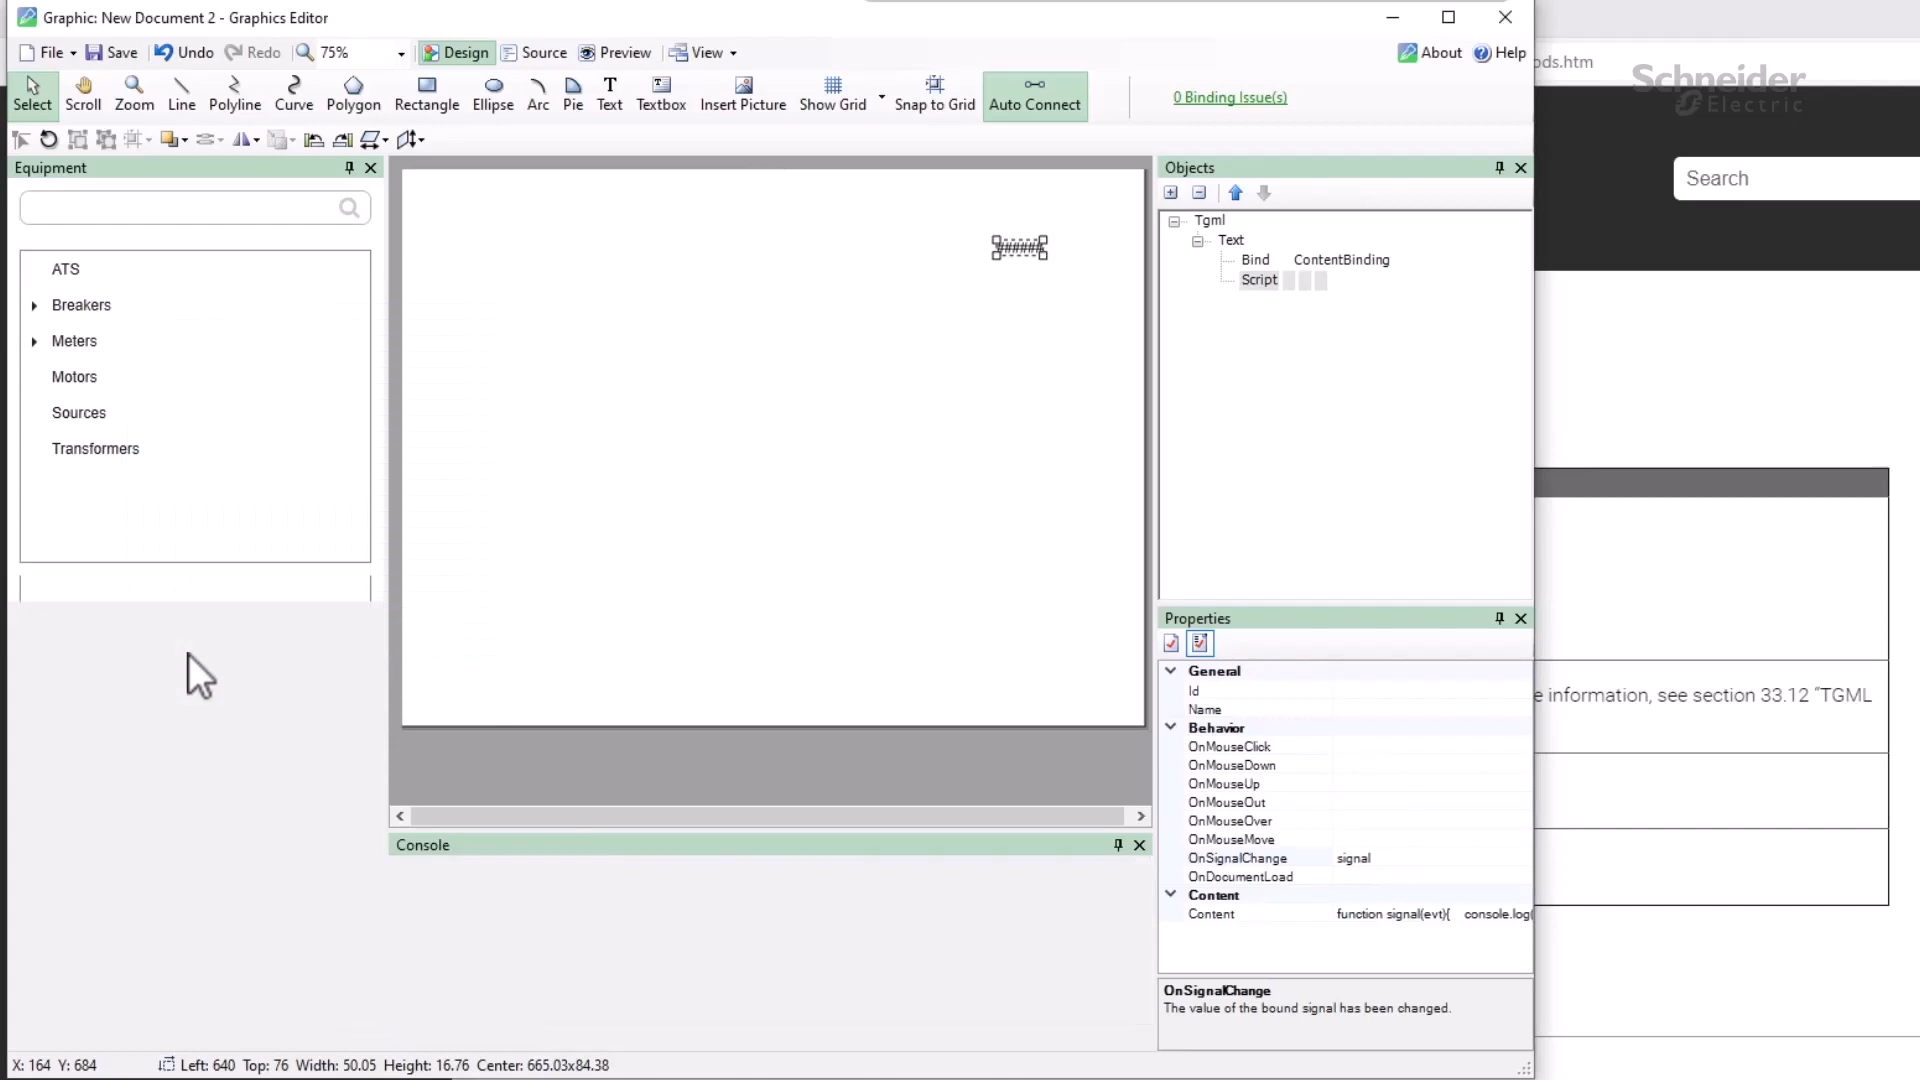 Graphic: New Document 2 - Graphics Editor
File Save Undo Redo 75% Design Source Preview View About Help
ods.htm
Schneider
Electric
Select Scroll Zoom Line Polyline Curve Polygon Rectangle Ellipse Arc Pie Text Textbox Insert Picture Show Grid Snap to Grid Auto Connect
0 Binding Issue(s)
Equipment
Objects
Search
Tgml
Text
Bind ContentBinding
Script
######
ATS
Breakers
Meters
Motors
Sources
Transformers
Properties
General
Id
Name
Behavior
OnMouseClick
OnMouseDown
OnMouseUp
OnMouseOut
OnMouseOver
OnMouseMove
OnSignalChange signal
OnDocumentLoad
Content
Content function signal(evt){ console.log(
e information, see section 33.12 “TGML
Console
OnSignalChange
The value of the bound signal has been changed.
X: 164 Y: 684 Left: 640 Top: 76 Width: 50.05 Height: 16.76 Center: 665.03x84.38